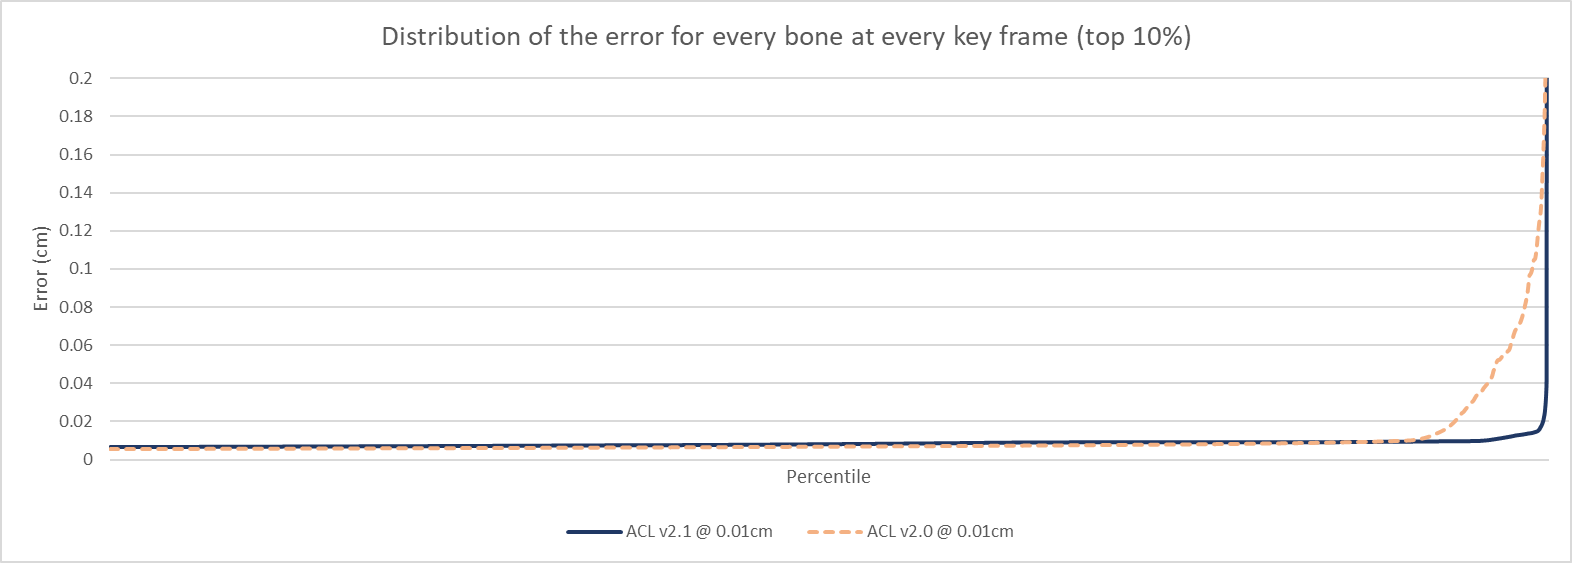 Distribution of the error for every bone at every key frame (top 10%)
0.2
0.18
0.16
0.14
0.12
0.1
0.08
0.06
0.04
0.02
0
Error (cm)
Percentile
ACL v2.1 @ 0.01cm
ACL v2.0 @ 0.01cm